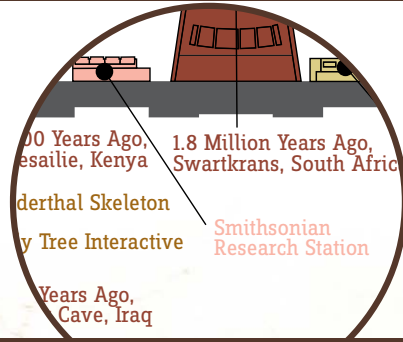 00 Years Ago,
esailie, Kenya
1.8 Million Years Ago,
Swartkrans, South Afric
derthal Skeleton
y Tree Interactive
Smithsonian
Research Station
Years Ago,
Cave, Iraq